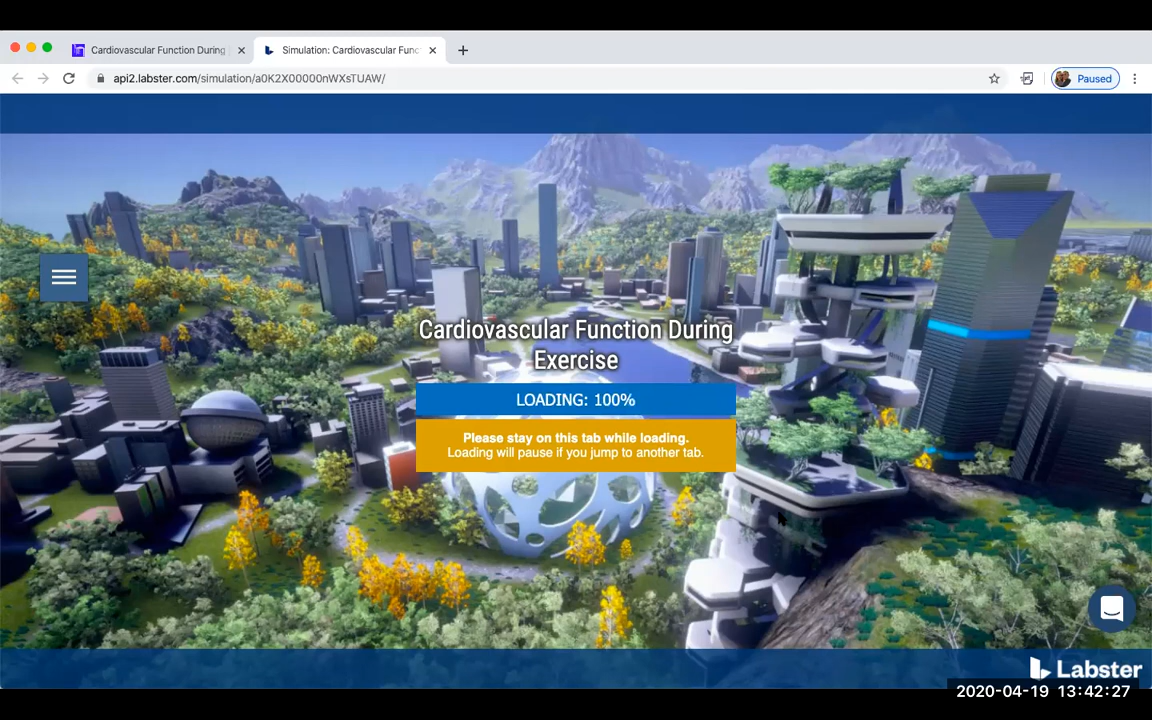 Cardiovascular Function During
Simulation: Cardiovascular Func
api2.labster.com/simulation/a0K2X00000nWXsTUAW/
Paused
Cardiovascular Function During
Exercise
LOADING: 100%
Please stay on this tab while loading.
Loading will pause if you jump to another tab.
Labster
2020-04-19 13:42:27